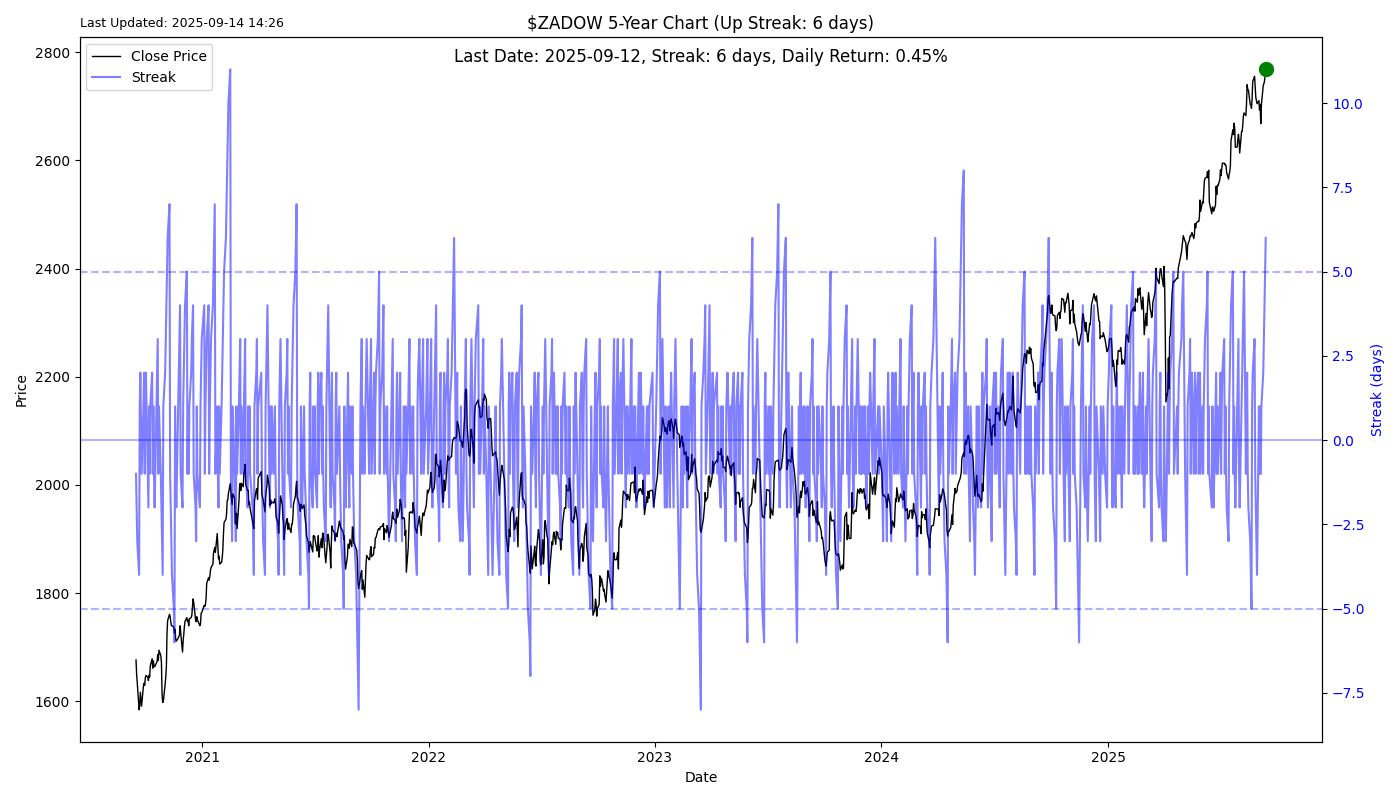 Last Updated: 2025-09-14 14:26
$ZADOW 5-Year Chart (Up Streak: 6 days)
Last Date: 2025-09-12, Streak: 6 days, Daily Return: 0.45%
Close Price
Streak
2800
2600
2400
2200
2000
1800
1600
Price
10.0
7.5
5.0
2.5
0.0
−2.5
−5.0
−7.5
Streak (days)
2021
2022
2023
2024
2025
Date